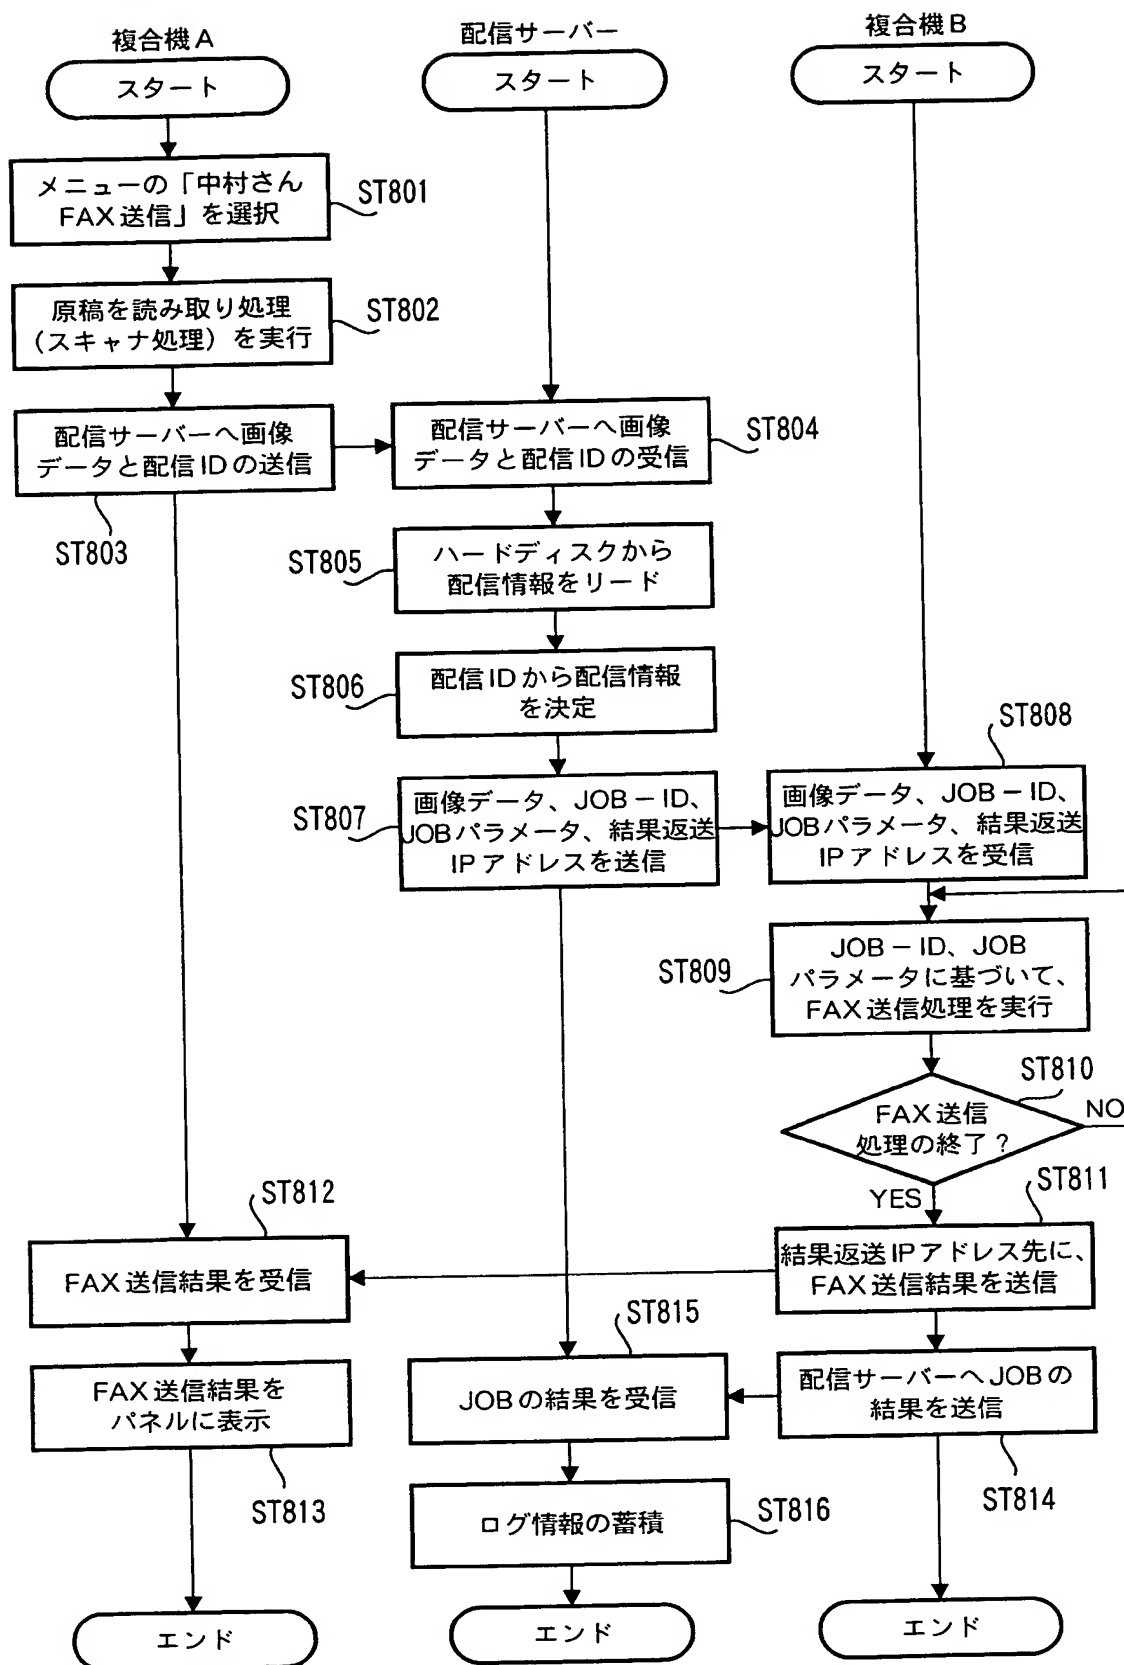 複合機A
配信サーバー
複合機B
スタート
スタート
スタート
メニューの「中村さん
FAX送信」を選択
ST801
原稿を読み取り処理
(スキャナ処理)を実行
ST802
配信サーバーへ画像
データと配信IDの送信
ST803
配信サーバーへ画像
データと配信IDの受信
ST804
ハードディスクから
配信情報をリード
ST805
配信IDから配信情報
を決定
ST806
画像データ、JOB－ID、
JOBパラメータ、結果返送
IPアドレスを送信
ST807
ST808
画像データ、JOB－ID、
JOBパラメータ、結果返送
IPアドレスを受信
ST809
JOB－ID、JOB
パラメータに基づいて、
FAX送信処理を実行
ST810
FAX送信
処理の終了？
NO
YES
ST811
結果返送IPアドレス先に、
FAX送信結果を送信
ST812
FAX送信結果を受信
FAX送信結果を
パネルに表示
ST813
配信サーバーへJOBの
結果を送信
ST814
ST815
JOBの結果を受信
ログ情報の蓄積
ST816
エンド
エンド
エンド